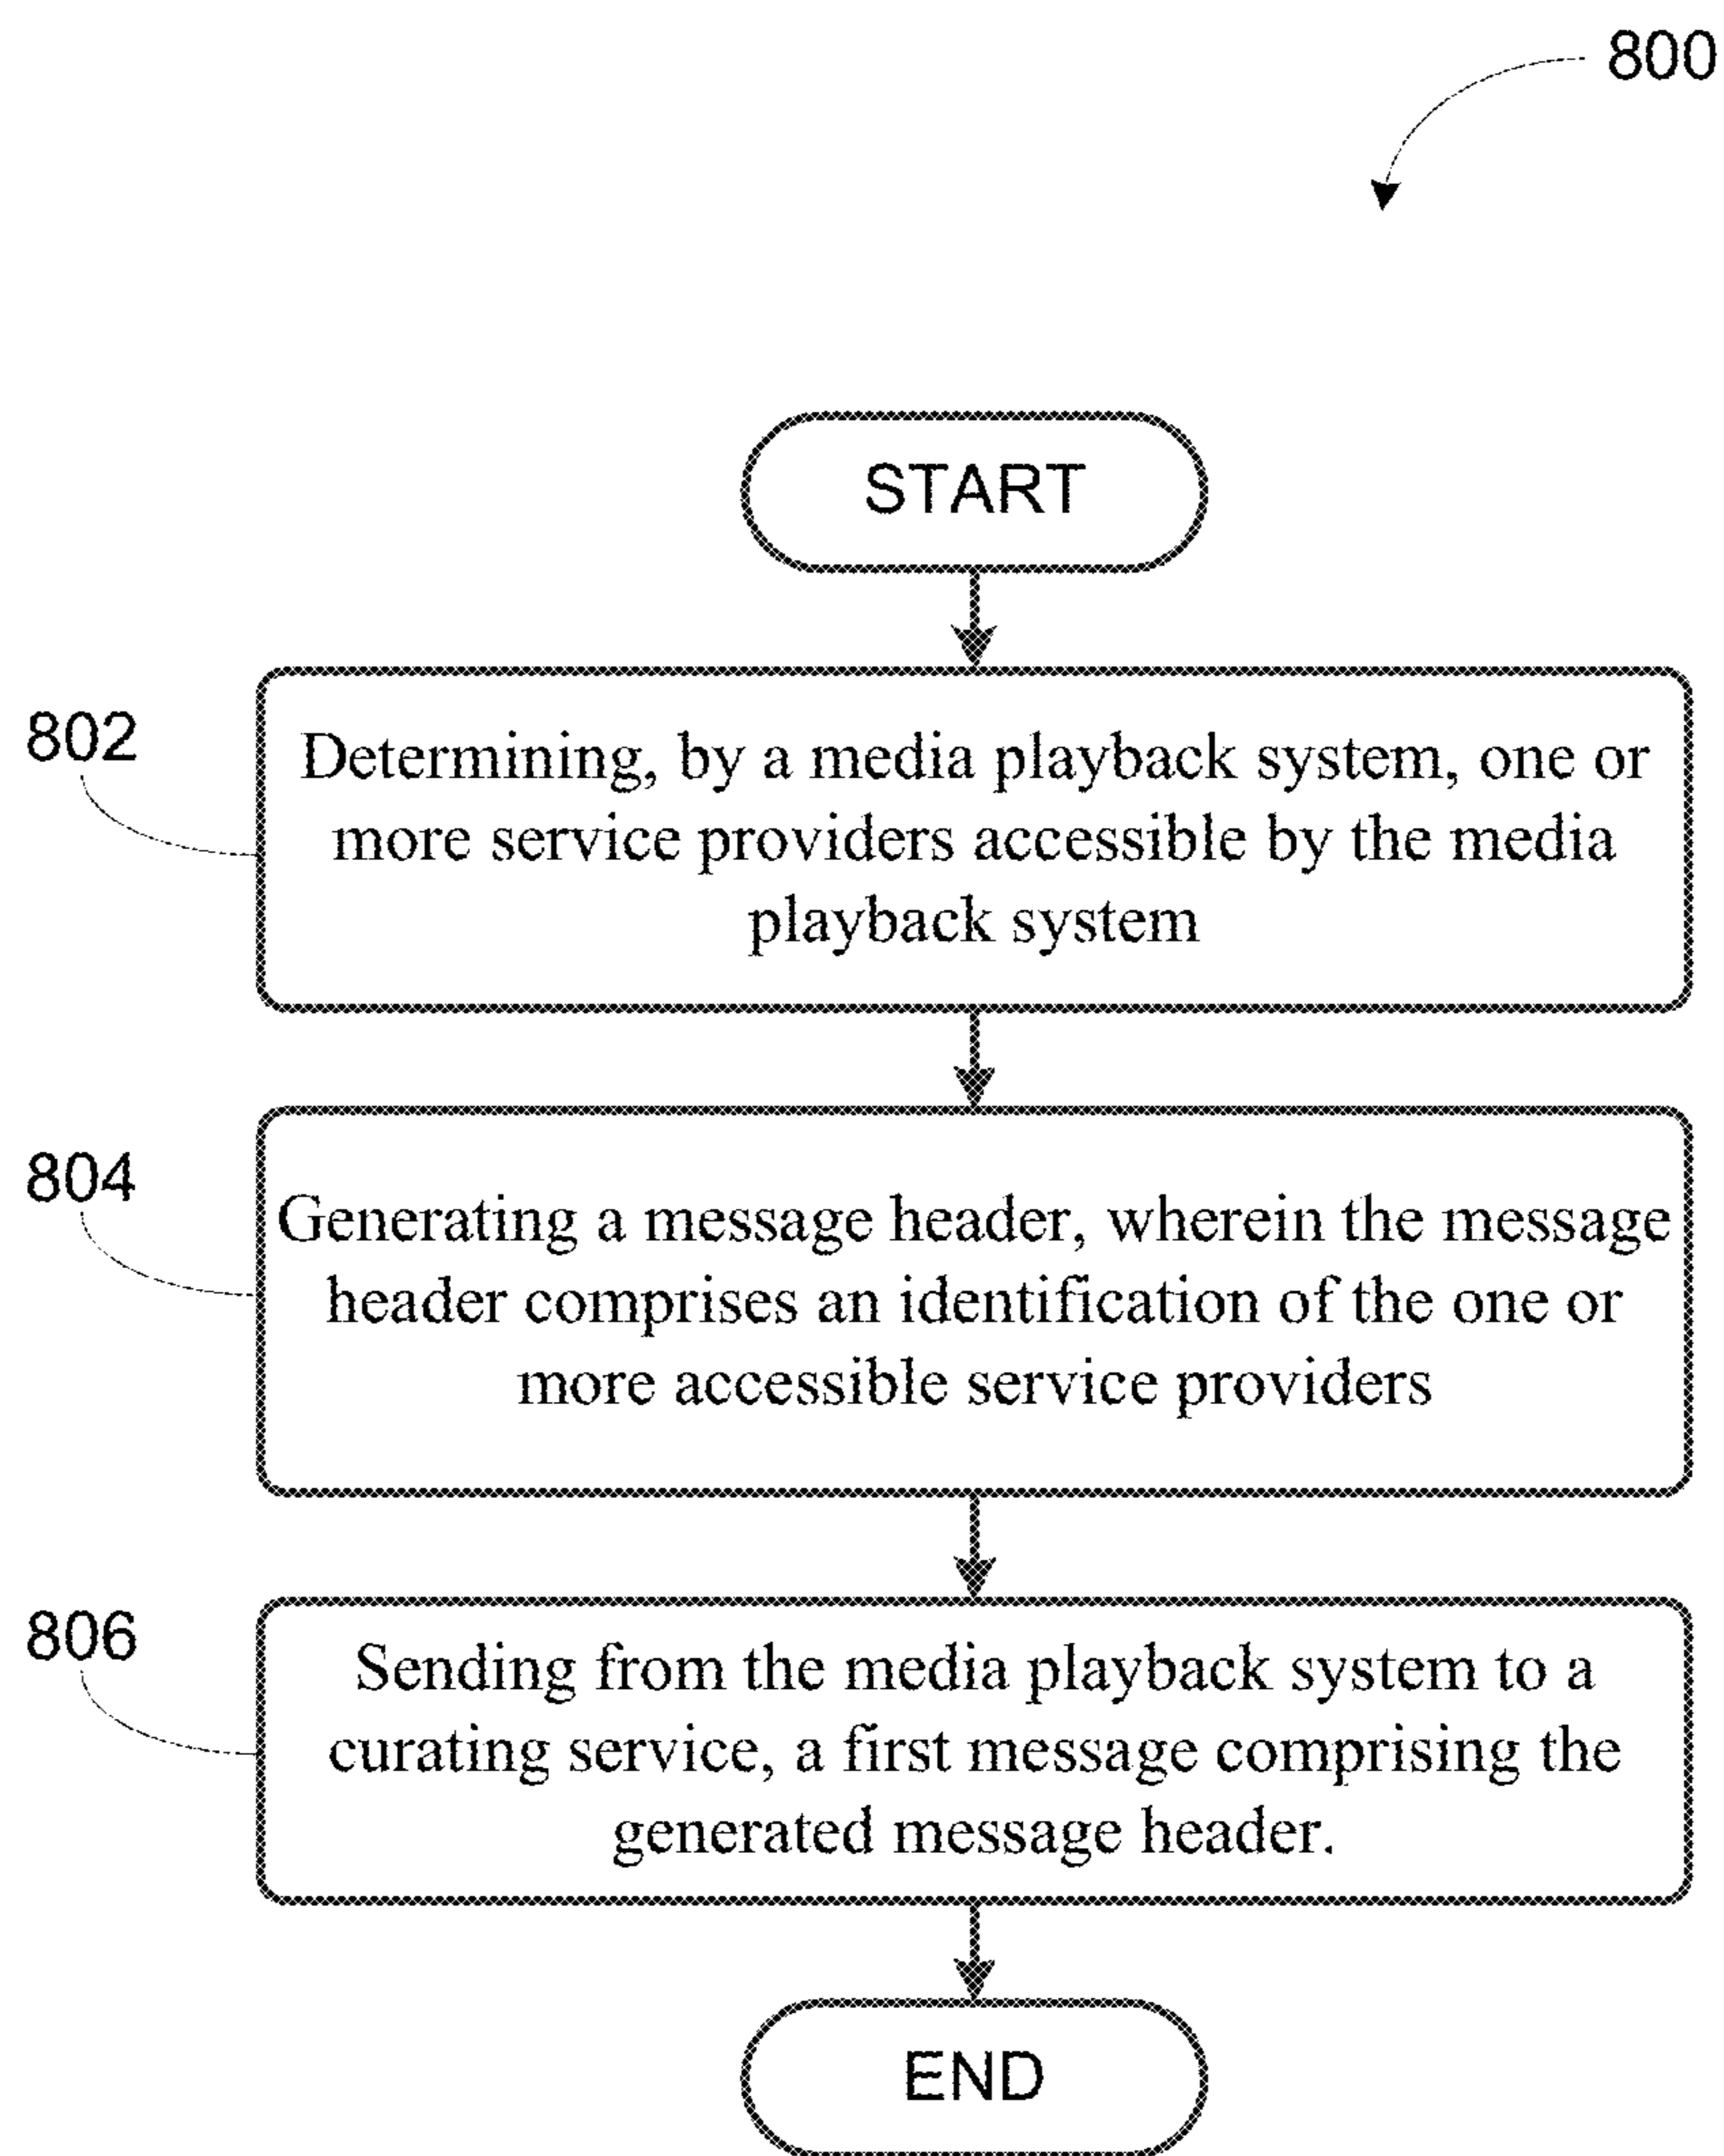 800
START
802
Determining, by a media playback system, one or
more service providers accessible by the media
playback system
804
Generating a message header, wherein the message
header comprises an identification of the one or
more accessible service providers
806
Sending from the media playback system to a
curating service, a first message comprising the
generated message header.
END